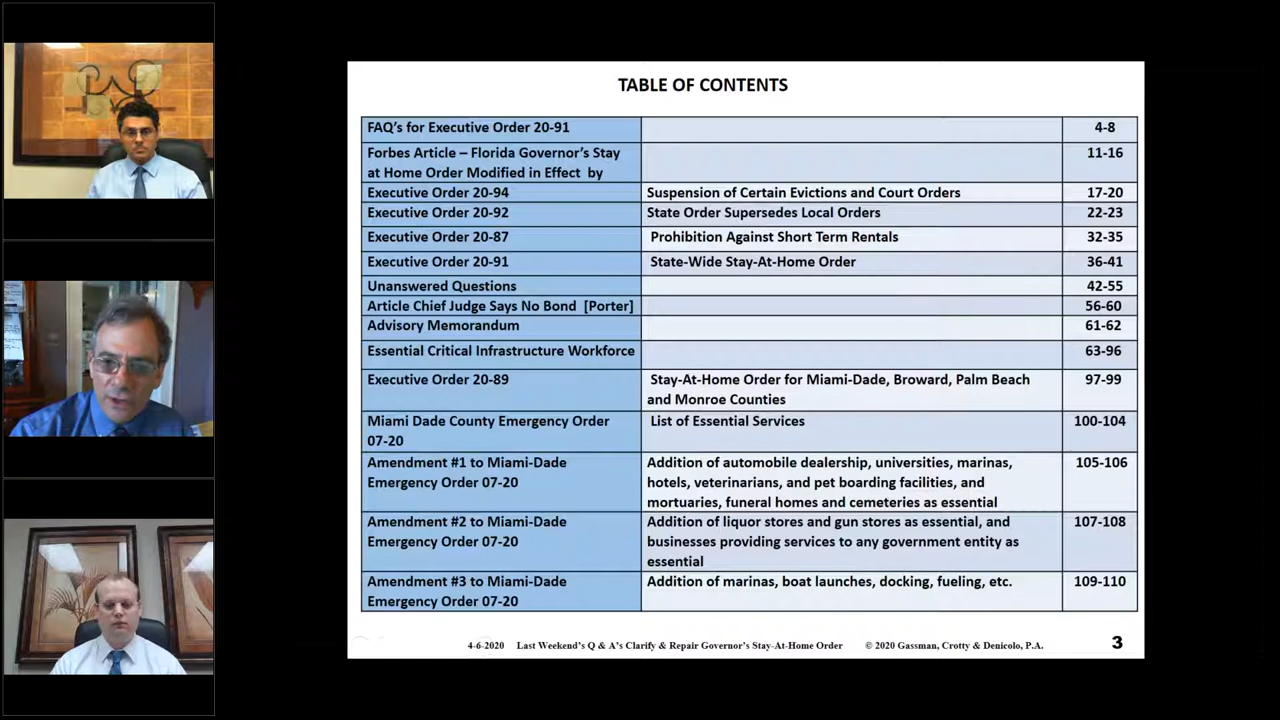 TABLE OF CONTENTS
FAQ's for Executive Order 20-91
4-8
Forbes Article – Florida Governor's Stay
at Home Order Modified in Effect by
11-16
Executive Order 20-94
Suspension of Certain Evictions and Court Orders
17-20
Executive Order 20-92
State Order Supersedes Local Orders
22-23
Executive Order 20-87
Prohibition Against Short Term Rentals
32-35
Executive Order 20-91
State-Wide Stay-At-Home Order
36-41
Unanswered Questions
42-55
Article Chief Judge Says No Bond [Porter]
56-60
Advisory Memorandum
61-62
Essential Critical Infrastructure Workforce
63-96
Executive Order 20-89
Stay-At-Home Order for Miami-Dade, Broward, Palm Beach
and Monroe Counties
97-99
Miami Dade County Emergency Order
07-20
List of Essential Services
100-104
Amendment #1 to Miami-Dade
Emergency Order 07-20
Addition of automobile dealership, universities, marinas,
hotels, veterinarians, and pet boarding facilities, and
mortuaries, funeral homes and cemeteries as essential
105-106
Amendment #2 to Miami-Dade
Emergency Order 07-20
Addition of liquor stores and gun stores as essential, and
businesses providing services to any government entity as
essential
107-108
Amendment #3 to Miami-Dade
Emergency Order 07-20
Addition of marinas, boat launches, docking, fueling, etc.
109-110
4-6-2020 Last Weekend's Q & A's Clarify & Repair Governor's Stay-At-Home Order © 2020 Gassman, Crotty & Denicolo, P.A.
3